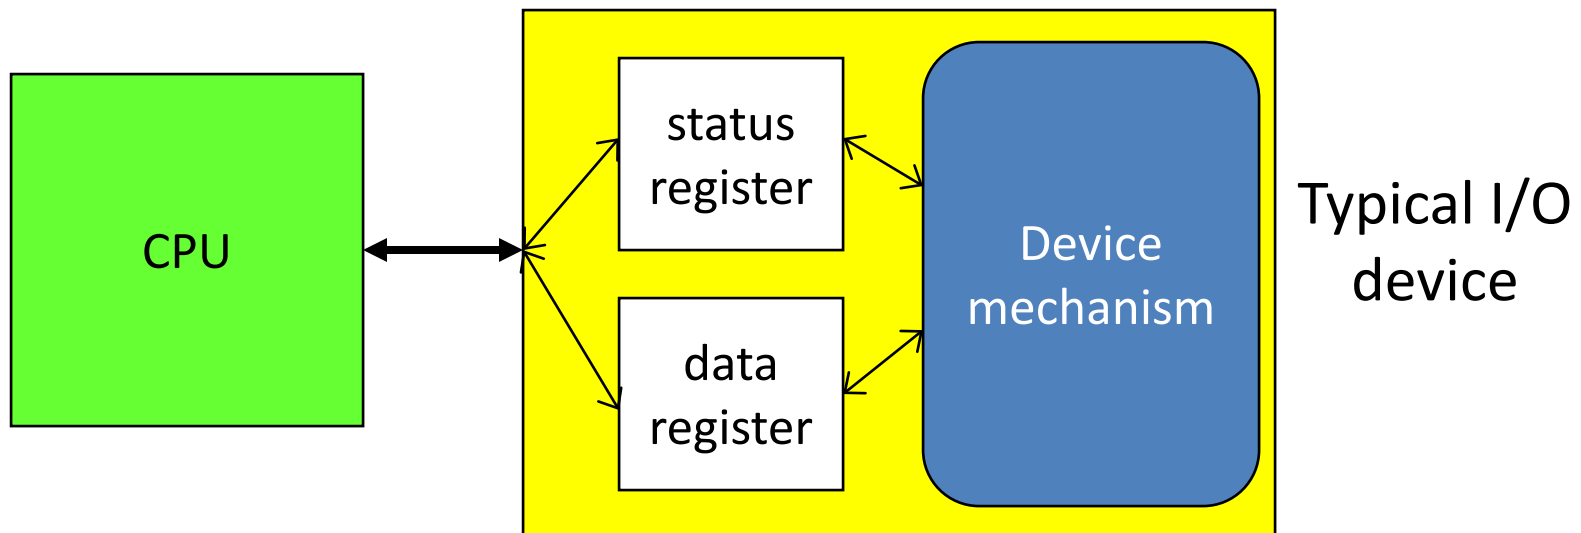 CPU
status
register
data
register
Device
mechanism
Typical I/O
device